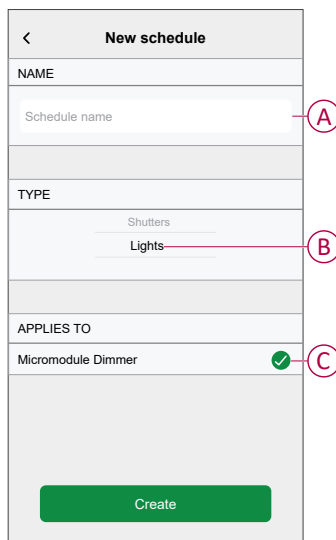 New schedule
NAME
Schedule name
A
TYPE
Shutters
Lights
B
APPLIES TO
Micromodule Dimmer
C
Create